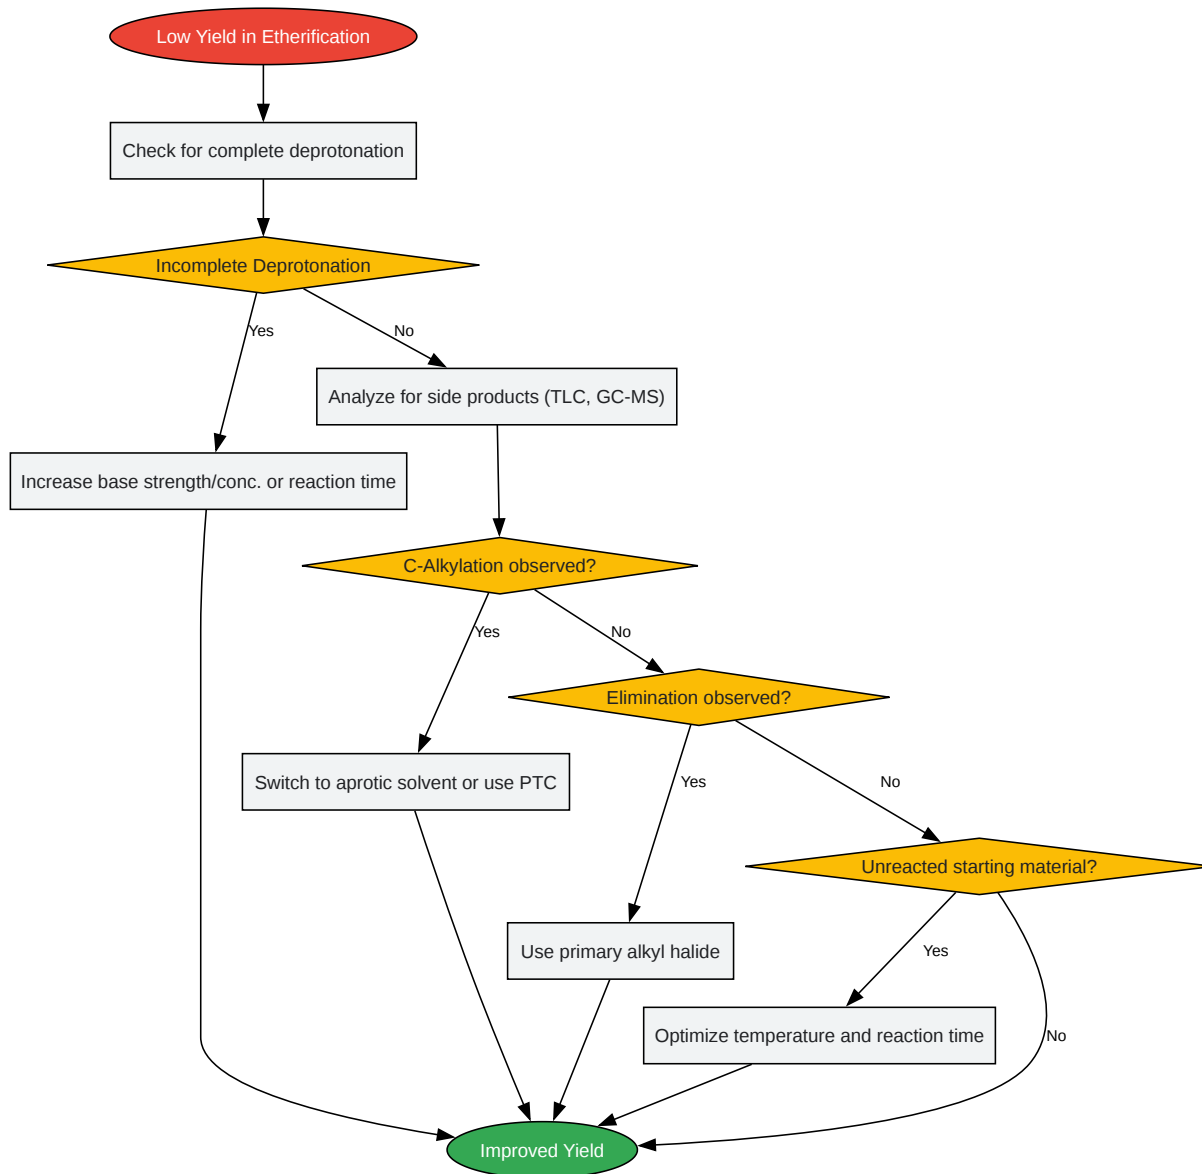 Low Yield in Etherification
Check for complete deprotonation
Incomplete Deprotonation
Yes
No
Analyze for side products (TLC, GC-MS)
Increase base strength/conc. or reaction time
C-Alkylation observed?
Yes
No
Elimination observed?
Switch to aprotic solvent or use PTC
Yes
No
Unreacted starting material?
Use primary alkyl halide
Yes
Optimize temperature and reaction time
No
Improved Yield